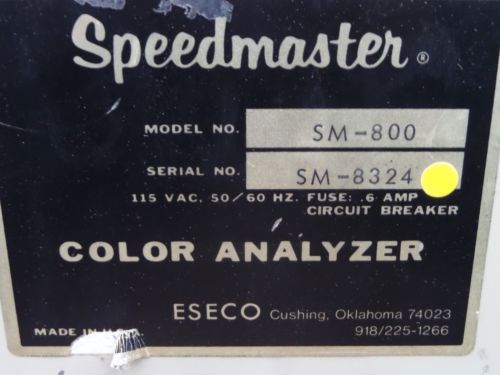 Speedmaster®
MODEL NO. SM-800
SERIAL NO. SM-8324
115 VAC, 50/60 HZ. FUSE: .6 AMP
CIRCUIT BREAKER
COLOR ANALYZER
ESECO Cushing, Oklahoma 74023
MADE IN U.S.A. 918/225-1266